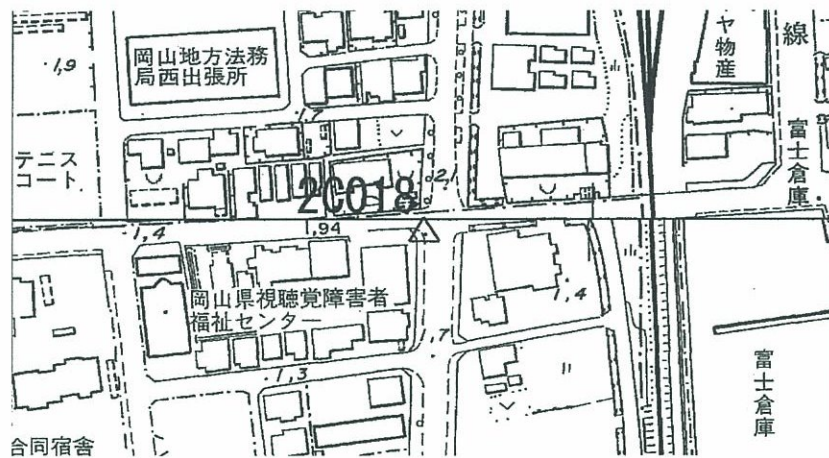 岡山地方法務
局西出張所
1,9
テニス
コート
1,7
2,1
2C018
ヤ物産
線
富士倉庫
1,4
1,94
岡山県視聴覚障害者
福祉センター
1,4
,7
1,3
富士倉庫
合同宿舎